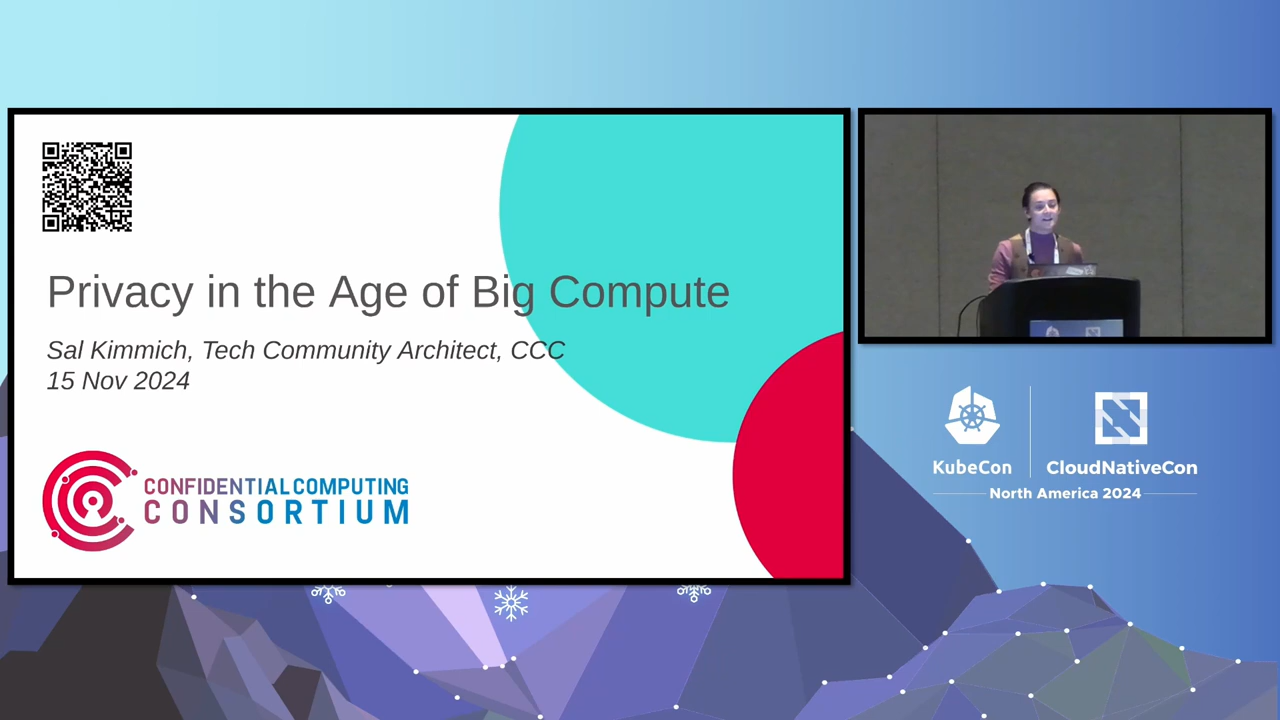 Privacy in the Age of Big Compute
Sal Kimmich, Tech Community Architect, CCC
15 Nov 2024
CONFIDENTIAL COMPUTING
CONSORTIUM
KubeCon
CloudNativeCon
North America 2024